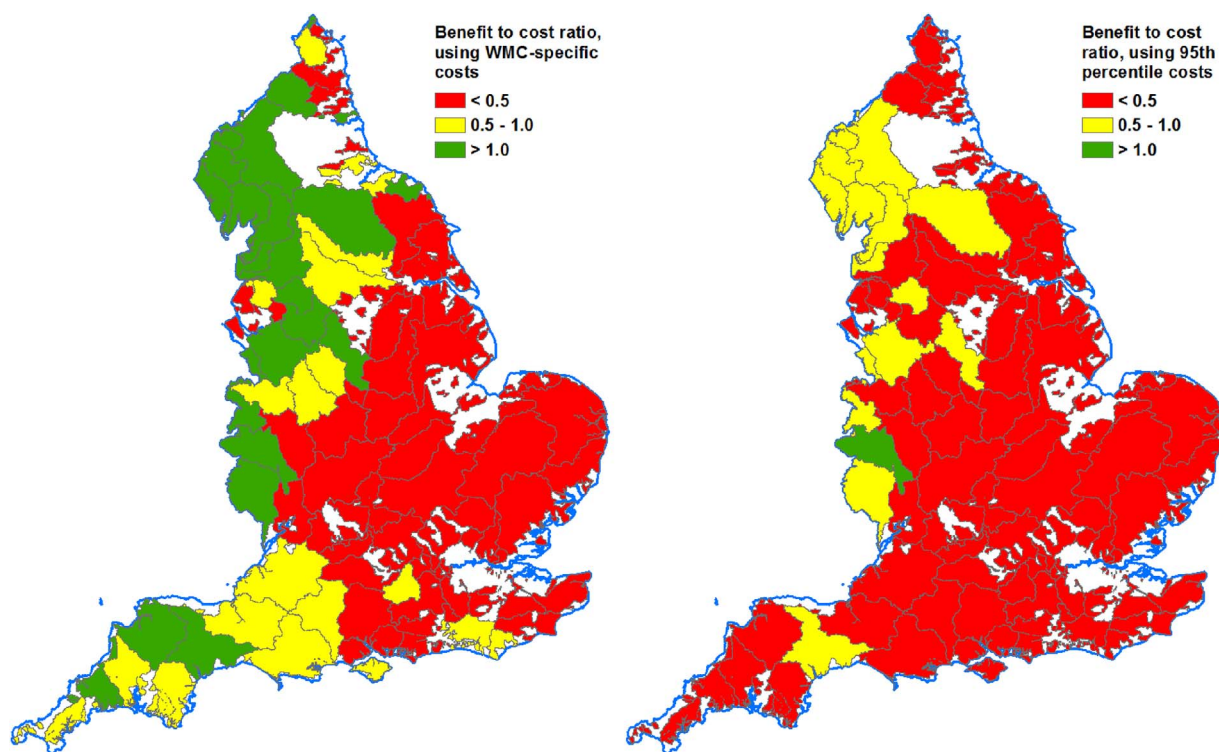 Benefit to cost ratio,
using WMC-specific
costs
< 0.5
0.5 - 1.0
> 1.0
Benefit to cost
ratio, using 95th
percentile costs
< 0.5
0.5 - 1.0
> 1.0